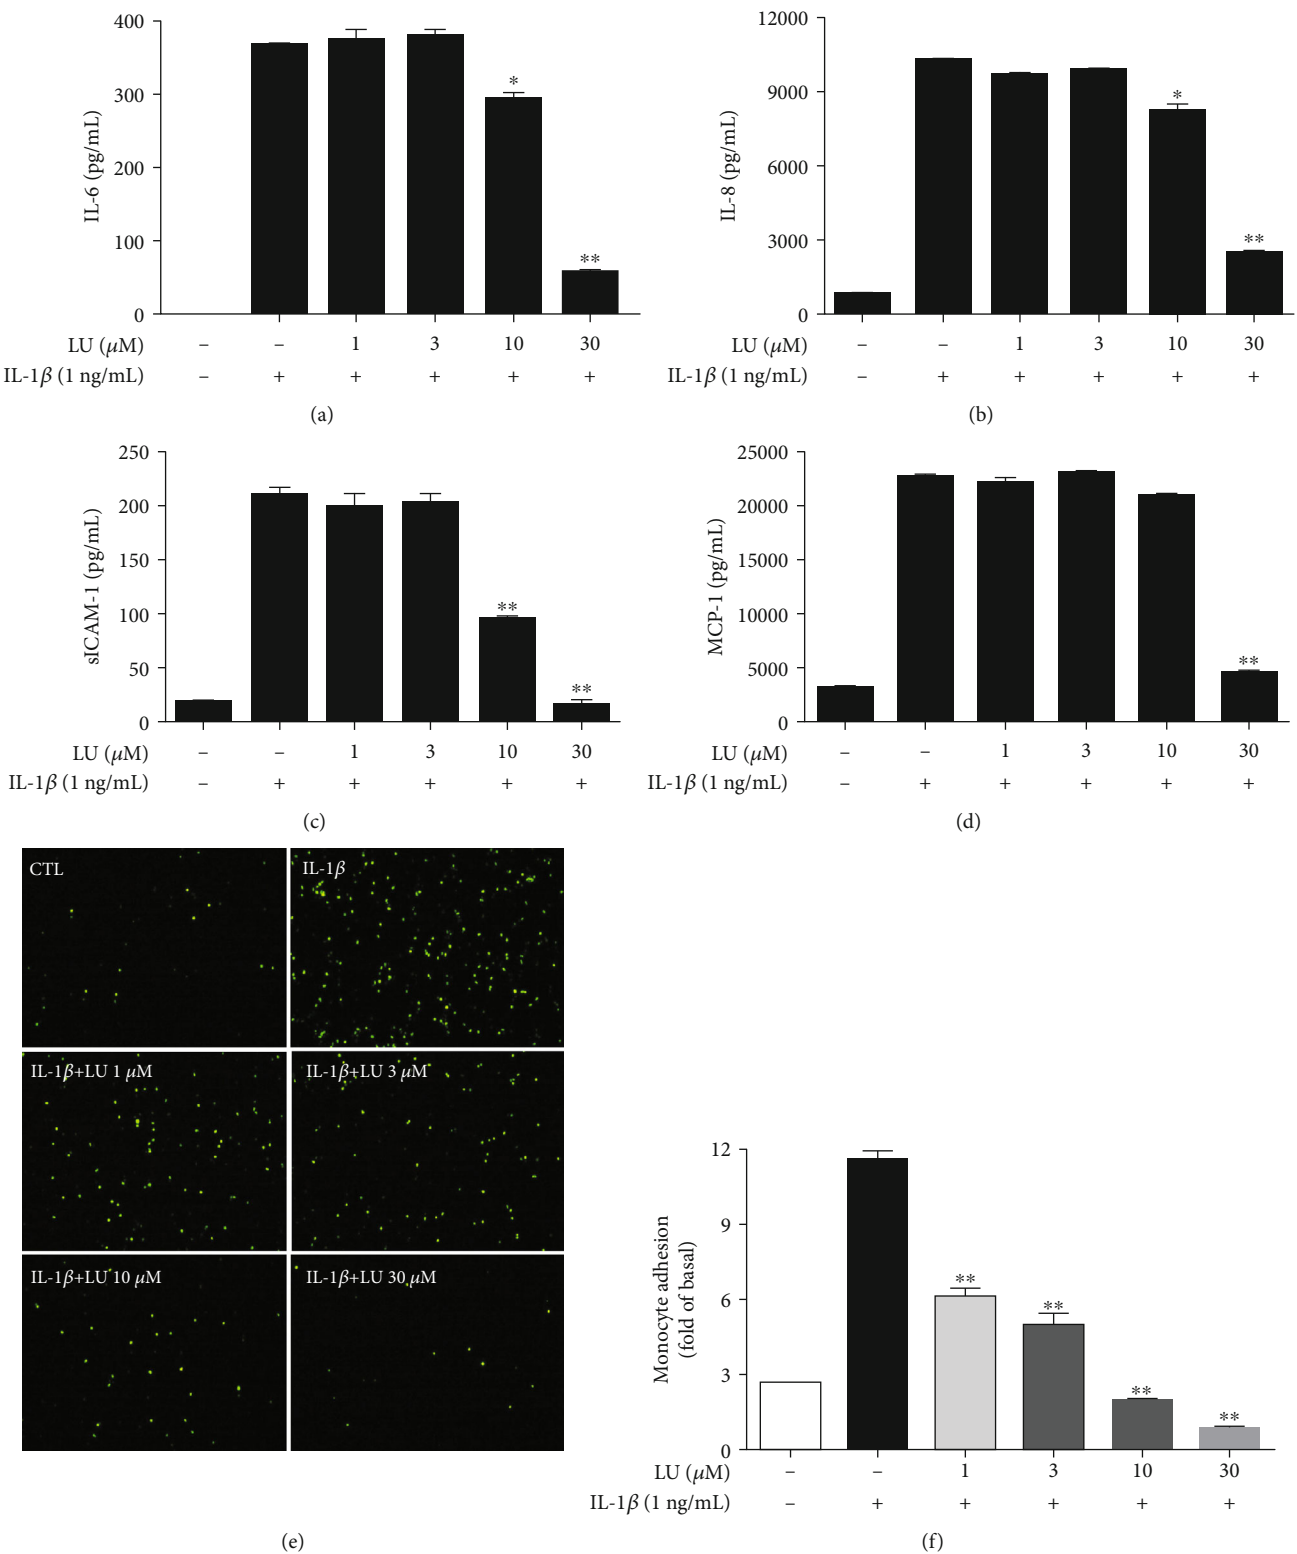 400
300
200
100
0
IL-6 (pg/mL)
*
**
LU (μM) – – 1 3 10 30
IL-1β (1 ng/mL) – + + + + +
(a)
12000
9000
6000
3000
0
IL-8 (pg/mL)
*
**
LU (μM) – – 1 3 10 30
IL-1β (1 ng/mL) – + + + + +
(b)
250
200
150
100
50
0
sICAM-1 (pg/mL)
**
**
LU (μM) – – 1 3 10 30
IL-1β (1 ng/mL) – + + + + +
(c)
25000
20000
15000
10000
5000
0
MCP-1 (pg/mL)
**
LU (μM) – – 1 3 10 30
IL-1β (1 ng/mL) – + + + + +
(d)
CTL
IL-1β
IL-1β+LU 1 μM
IL-1β+LU 3 μM
IL-1β+LU 10 μM
IL-1β+LU 30 μM
(e)
12
9
6
3
0
Monocyte adhesion
(fold of basal)
**
**
**
**
LU (μM) – – 1 3 10 30
IL-1β (1 ng/mL) – + + + + +
(f)